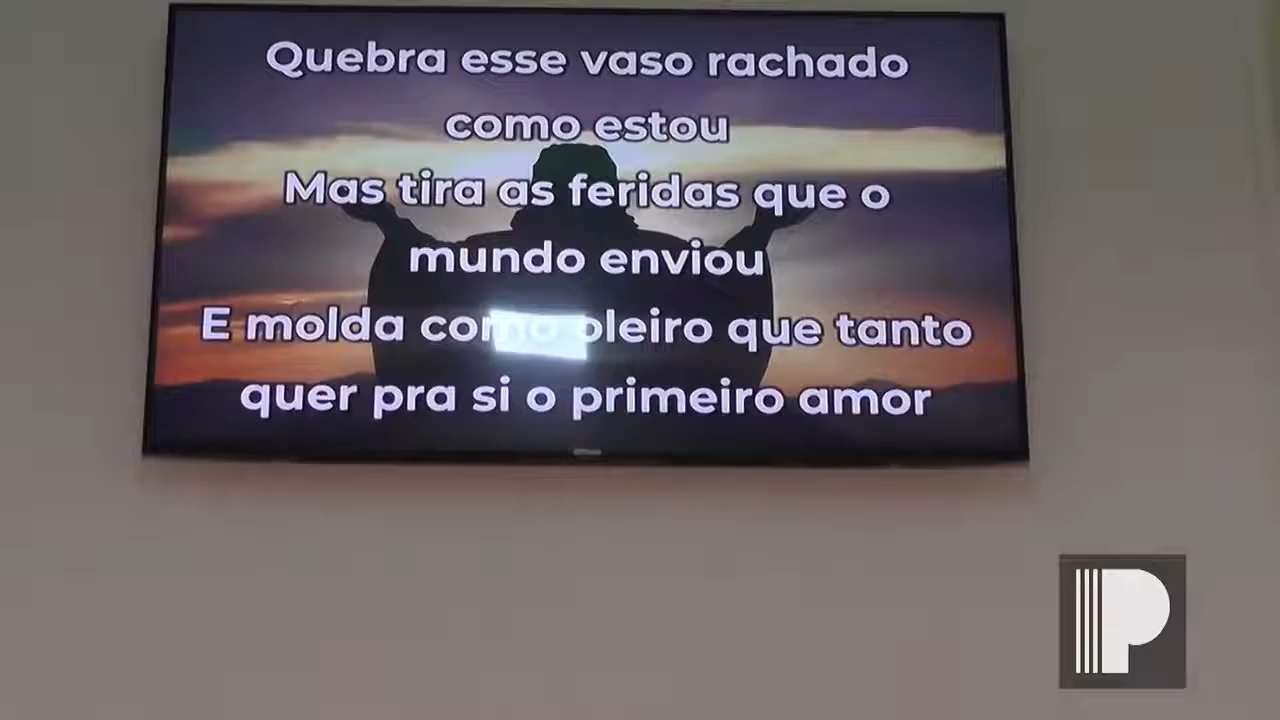 Quebra esse vaso rachado
como estou
Mas tira as feridas que o
mundo enviou
E molda como oleiro que tanto
quer pra si o primeiro amor
P